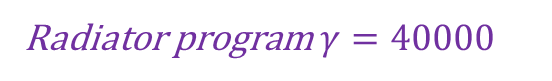 Radiator program γ = 40000